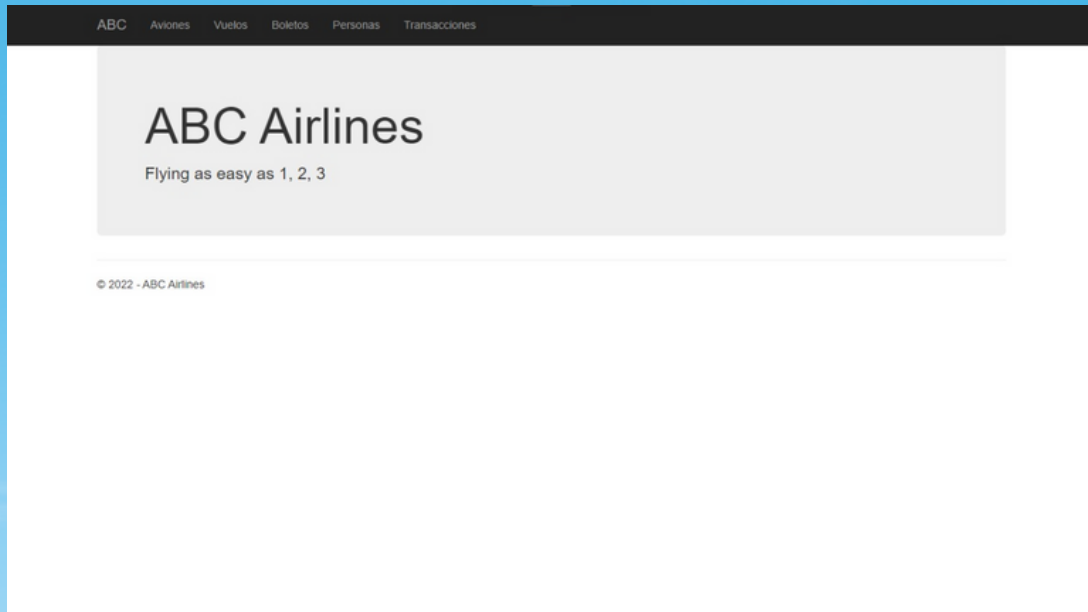 ABC Aviones Vuelos Boletos Personas Transacciones
ABC Airlines
Flying as easy as 1, 2, 3
© 2022 - ABC Airlines